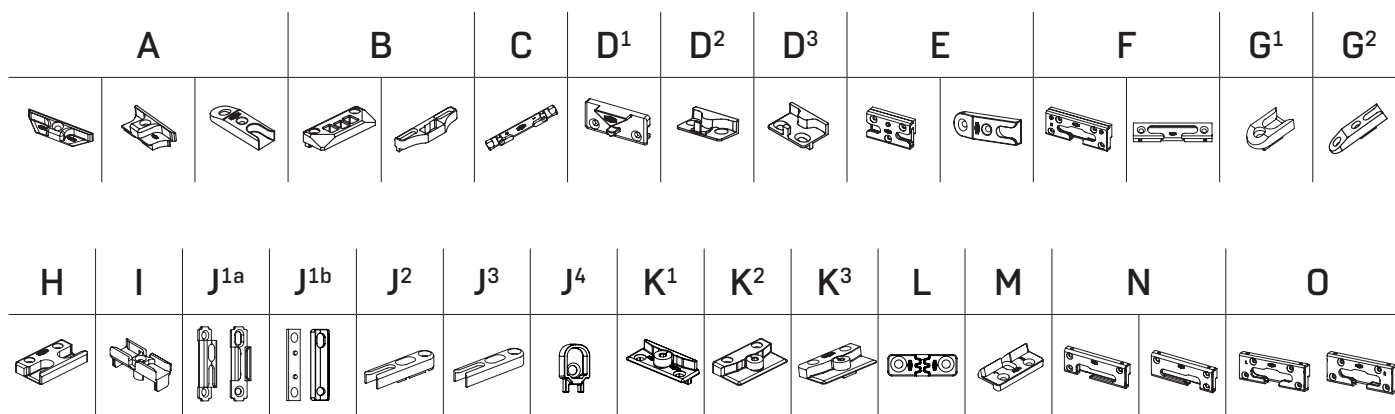 A B C D¹ D² D³ E F G¹ G²
H I J¹ᵃ J¹ᵇ J² J³ J⁴ K¹ K² K³ L M N O